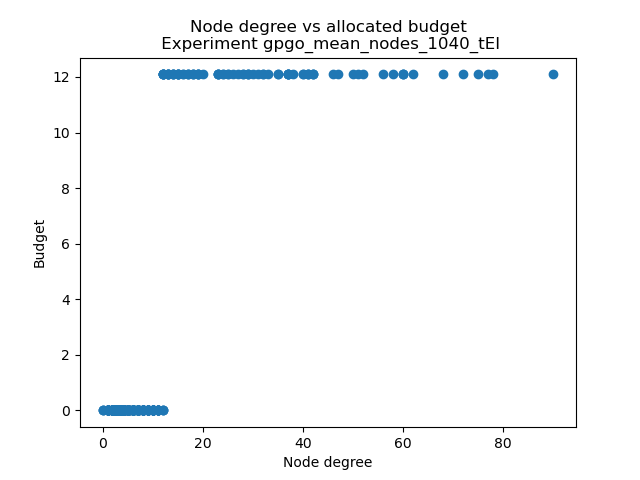 Node degree vs allocated budget
Experiment gpgo_mean_nodes_1040_tEI
12
10
8
6
4
2
0
Budget
0 20 40 60 80
Node degree